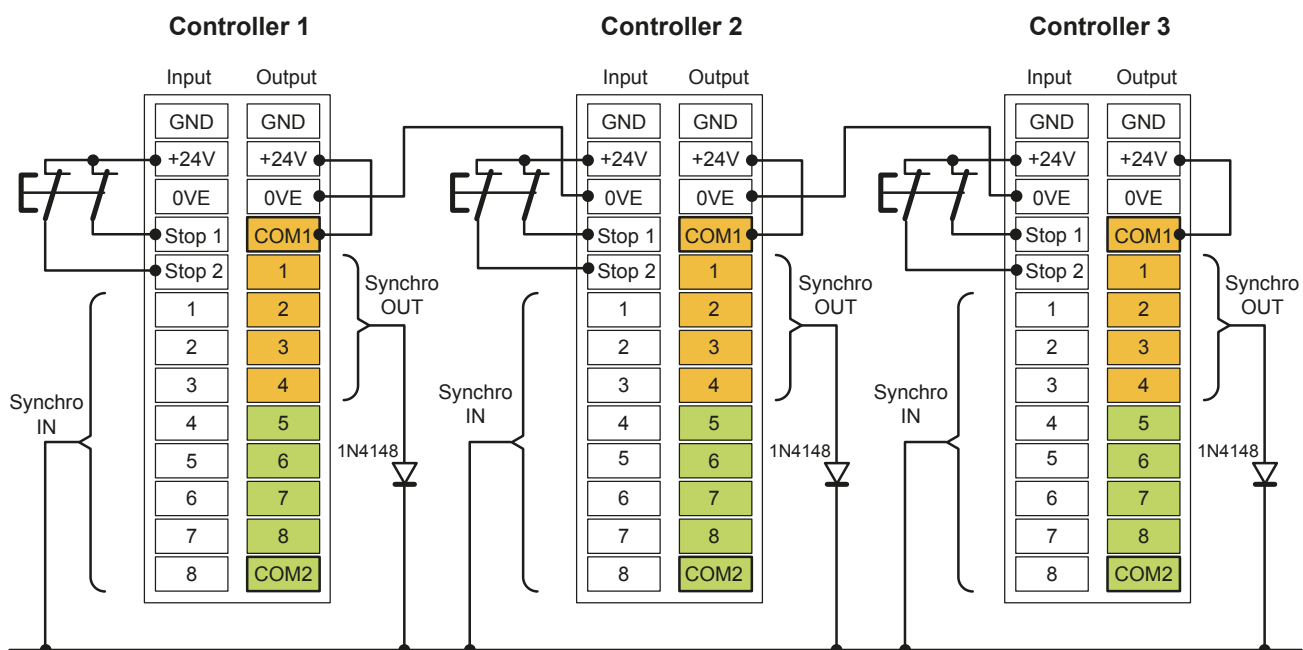 Controller 1 Controller 2 Controller 3
Input Output Input Output Input Output
GND GND GND GND GND GND
+24V +24V +24V +24V +24V +24V
0VE 0VE 0VE 0VE 0VE 0VE
Stop 1 COM1 Stop 1 COM1 Stop 1 COM1
Stop 2 1 Stop 2 1 Stop 2 1
Synchro OUT Synchro OUT Synchro OUT
1 2 1 2 1 2
2 3 2 3 2 3
3 4 3 4 3 4
Synchro IN Synchro IN Synchro IN
4 5 4 5 4 5
5 6 1N4148 5 6 1N4148 5 6 1N4148
6 7 6 7 6 7
7 8 7 8 7 8
8 COM2 8 COM2 8 COM2